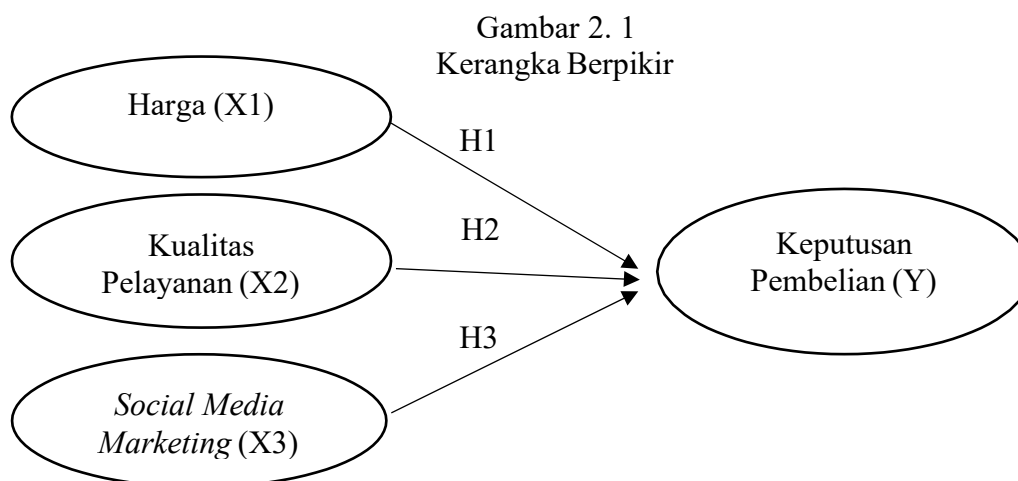 Gambar 2. 1
Kerangka Berpikir
Harga (X1)
H1
Kualitas
Pelayanan (X2)
H2
Keputusan
Pembelian (Y)
H3
Social Media
Marketing (X3)